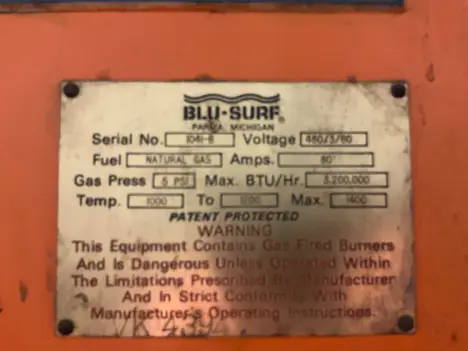 BLU·SURF®
PARMA, MICHIGAN
Serial No. 1041-8 Voltage 480/3/60
Fuel NATURAL GAS Amps. 80
Gas Press 5 PSI Max. BTU/Hr. 3,200,000
Temp. 1000 To 1200 Max. 1400
PATENT PROTECTED
WARNING
This Equipment Contains Gas Fired Burners
And Is Dangerous Unless Operated Within
The Limitations Prescribed By Manufacturer
And In Strict Conformity With
Manufacturer's Operating Instructions.